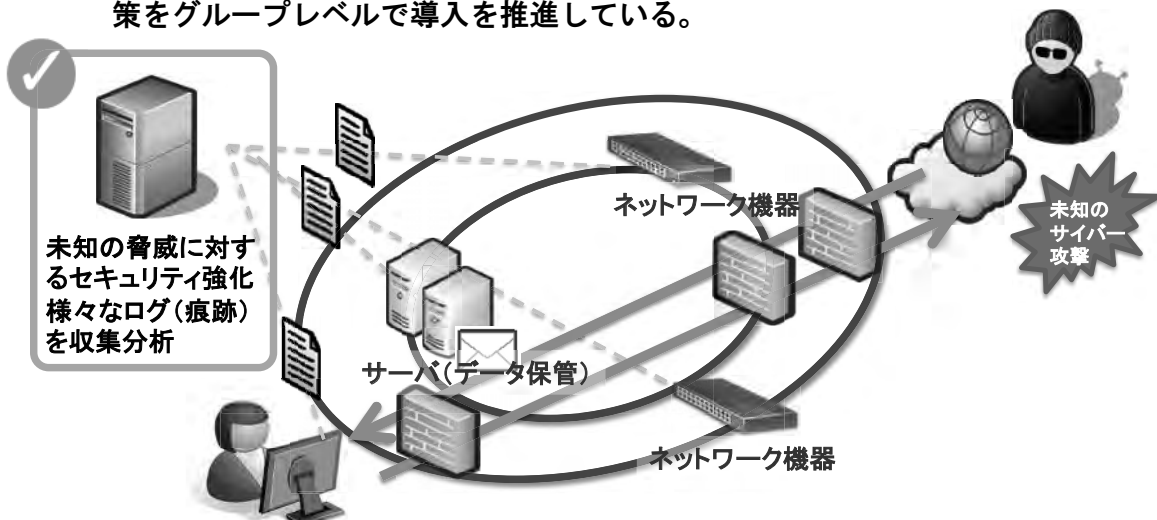 策をグループレベルで導入を推進している。
未知の脅威に対す
るセキュリティ強化
様々なログ（痕跡）
を収集分析
ネットワーク機器
未知の
サイバー
攻撃
サーバ（データ保管）
ネットワーク機器